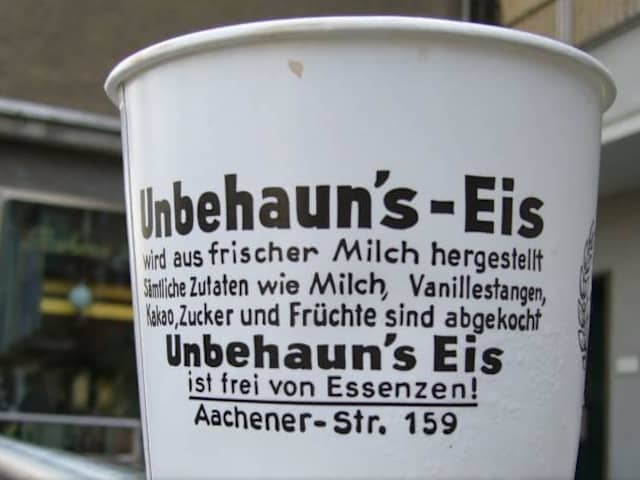 Unbehaun's-Eis
wird aus frischer Milch hergestellt
Sämtliche Zutaten wie Milch, Vanillestangen,
Kakao, Zucker und Früchte sind abgekocht
Unbehaun's Eis
ist frei von Essenzen!
Aachener-Str. 159